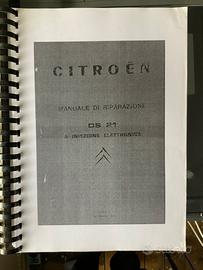 CITROËN
MANUALE DI RIPARAZIONE
DS 21
A INIEZIONE ELETTRONICA